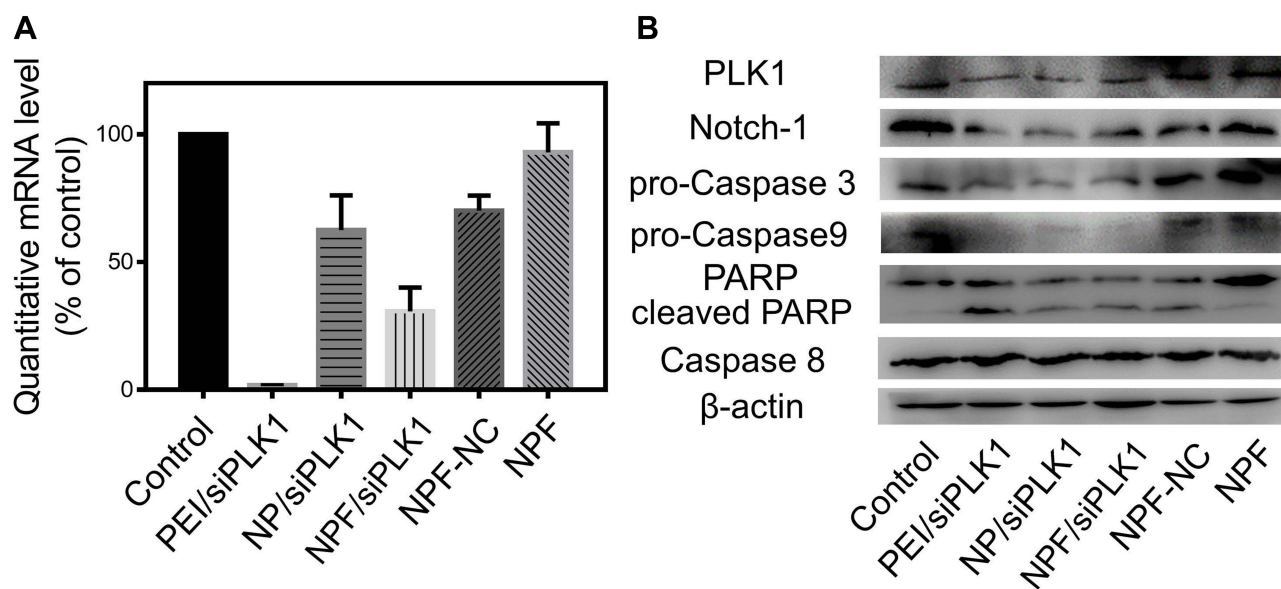 A
Quantitative mRNA level
(% of control)
100
50
0
Control
PEI/siPLK1
NP/siPLK1
NPF/siPLK1
NPF-NC
NPF
B
PLK1
Notch-1
pro-Caspase 3
pro-Caspase9
PARP
cleaved PARP
Caspase 8
β-actin
Control
PEI/siPLK1
NP/siPLK1
NPF/siPLK1
NPF-NC
NPF